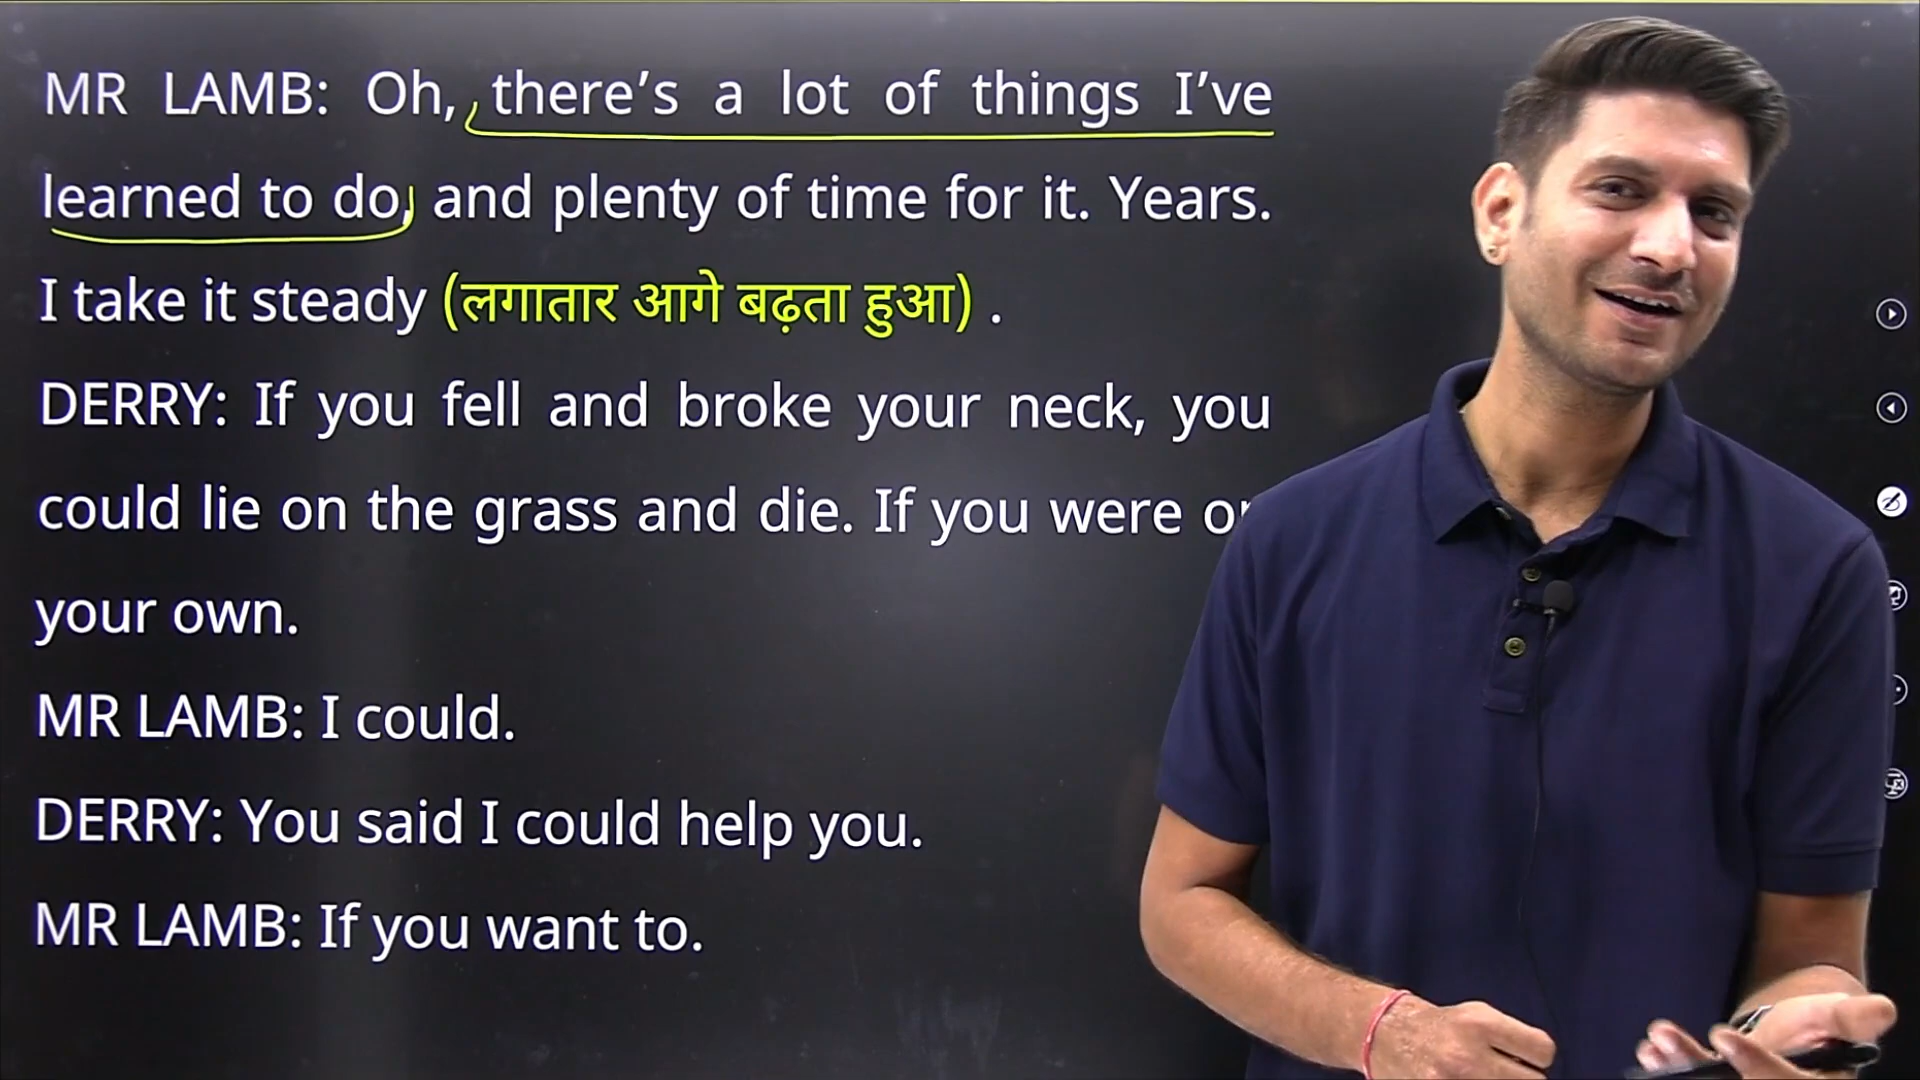 MR LAMB: Oh, there’s a lot of things I’ve
learned to do, and plenty of time for it. Years.
I take it steady (लगातार आगे बढ़ता हुआ) .
DERRY: If you fell and broke your neck, you
could lie on the grass and die. If you were
your own.
MR LAMB: I could.
DERRY: You said I could help you.
MR LAMB: If you want to.